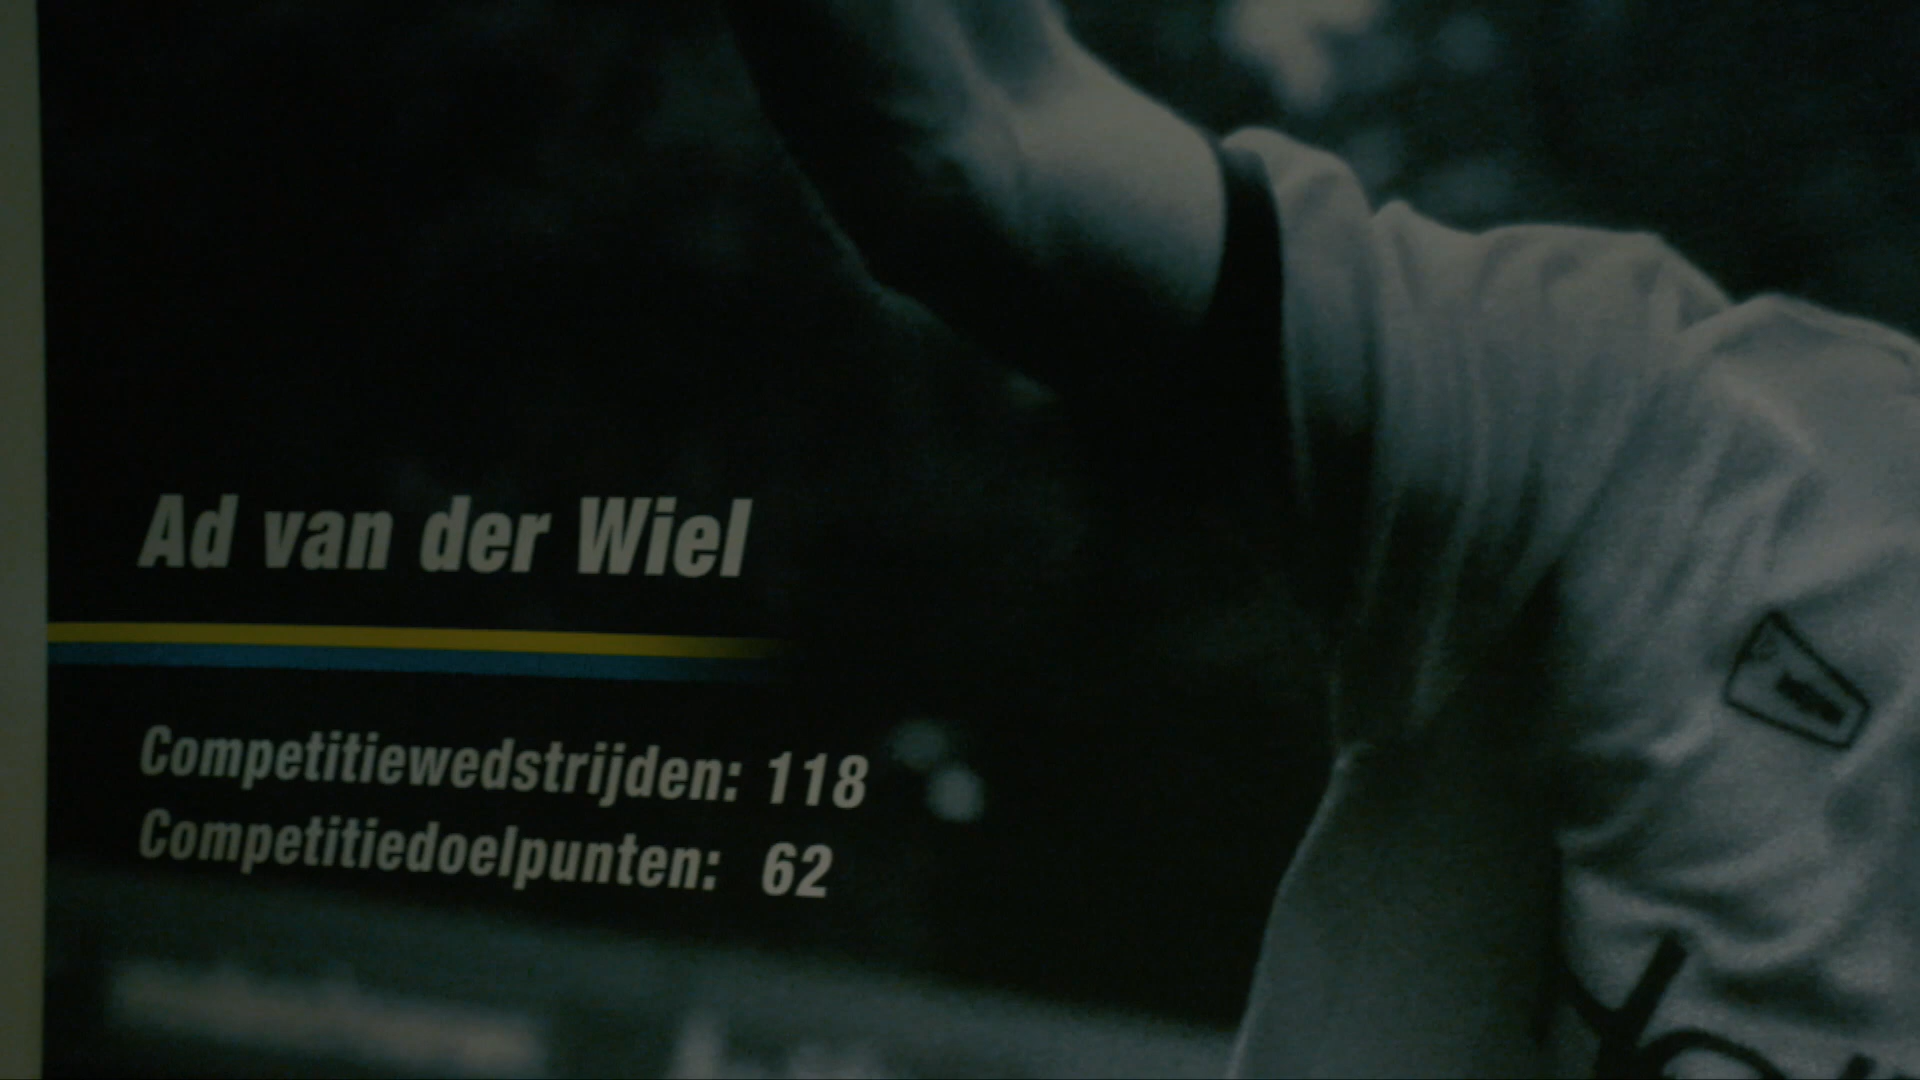 Ad van der Wiel
Competitiewedstrijden: 118
Competitiedoelpunten: 62